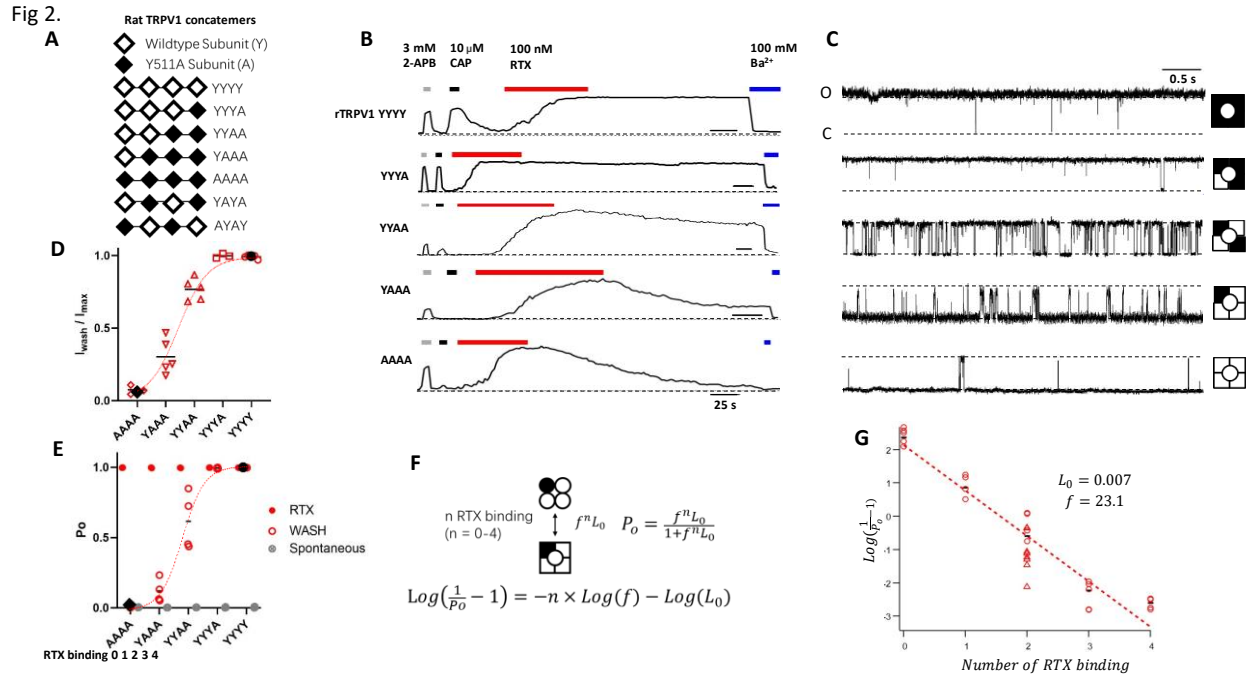 Fig 2.
A
Rat TRPV1 concatemers
Wildtype Subunit (Y)
Y511A Subunit (A)
YYYY
YYYA
YYAA
YAAA
AAAA
YAYA
AYAY
B
3 mM 2-APB
10 μM CAP
100 nM RTX
100 mM Ba²⁺
rTRPV1 YYYY
YYYA
YYAA
YAAA
AAAA
25 s
C
0.5 s
O
C
D
I wash / I max
1.0
0.5
0.0
AAAA
YAAA
YYAA
YYYA
YYYY
E
Po
1.0
0.5
0.0
RTX
WASH
Spontaneous
AAAA
YAAA
YYAA
YYYA
YYYY
RTX binding 0 1 2 3 4
F
n RTX binding
(n = 0-4)
fⁿL₀
Pₒ = fⁿL₀ / 1+fⁿL₀
Log(1/Po − 1) = −n × Log(f) − Log(L₀)
G
Log(1/Pₒ −1)
2
1
0
-1
-2
-3
L₀ = 0.007
f = 23.1
0
1
2
3
4
Number of RTX binding